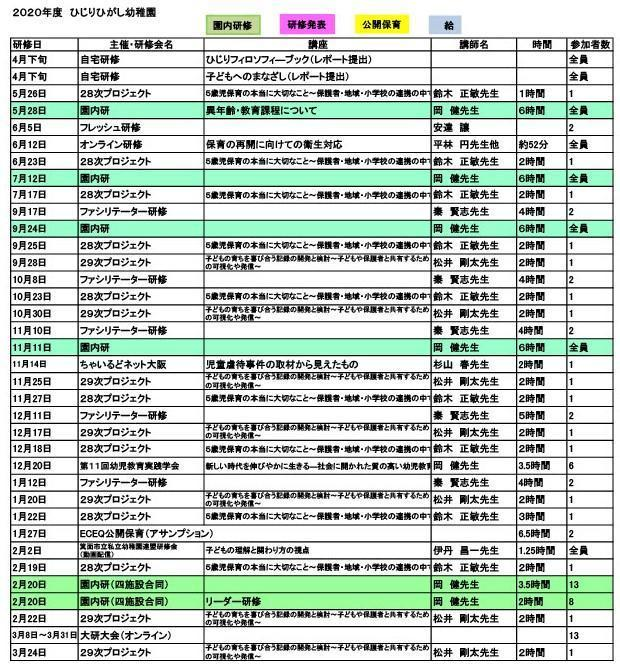 2020年度 ひじりひがし幼稚園
園内研修 研修発表 公開保育 給
研修日 主催・研修会名 講座 講師名 時間 参加者数
4月下旬 自宅研修 ひじりフィロソフィーブック(レポート提出) 全員
4月下旬 自宅研修 子どもへのまなざし(レポート提出) 全員
5月26日 28次プロジェクト 5歳児保育の本当に大切なこと～保護者・地域・小学校の連携の中で 鈴木 正敏先生 1時間 1
5月28日 園内研 異年齢・教育課程について 岡 健先生 6時間 全員
6月5日 フレッシュ研修 安達 譲 2
6月12日 オンライン研修 保育の再開に向けての衛生対応 平林 円先生他 約52分 全員
6月23日 28次プロジェクト 5歳児保育の本当に大切なこと～保護者・地域・小学校の連携の中で 鈴木 正敏先生 2時間 1
7月12日 園内研 岡 健先生 6時間 全員
7月17日 28次プロジェクト 5歳児保育の本当に大切なこと～保護者・地域・小学校の連携の中で 鈴木 正敏先生 2時間 1
9月17日 ファシリテーター研修 秦 賢志先生 4時間 2
9月24日 園内研 岡 健先生 6時間 全員
9月25日 28次プロジェクト 5歳児保育の本当に大切なこと～保護者・地域・小学校の連携の中で 鈴木 正敏先生 2時間 1
9月28日 29次プロジェクト 子どもの育ちを喜び合う記録の開発と検討～子どもや保護者と共有するため
の可視化や発信～ 松井 剛太先生 2時間 1
10月8日 ファシリテーター研修 秦 賢志先生 4時間 2
10月23日 28次プロジェクト 5歳児保育の本当に大切なこと～保護者・地域・小学校の連携の中で 鈴木 正敏先生 2時間 1
10月30日 29次プロジェクト 子どもの育ちを喜び合う記録の開発と検討～子どもや保護者と共有するため
の可視化や発信～ 松井 剛太先生 2時間 1
11月10日 ファシリテーター研修 秦 賢志先生 4時間 2
11月11日 園内研 岡 健先生 6時間 全員
11月14日 ちゃいるどネット大阪 児童虐待事件の取材から見えたもの 杉山 春先生 2時間 1
11月25日 29次プロジェクト 子どもの育ちを喜び合う記録の開発と検討～子どもや保護者と共有するため
の可視化や発信～ 松井 剛太先生 2時間 1
11月27日 28次プロジェクト 5歳児保育の本当に大切なこと～保護者・地域・小学校の連携の中で 鈴木 正敏先生 2時間 1
12月11日 ファシリテーター研修 秦 賢志先生 5時間 2
12月17日 29次プロジェクト 子どもの育ちを喜び合う記録の開発と検討～子どもや保護者と共有するため
の可視化や発信～ 松井 剛太先生 2時間 1
12月18日 28次プロジェクト 5歳児保育の本当に大切なこと～保護者・地域・小学校の連携の中で 鈴木 正敏先生 2時間 1
12月20日 第11回幼児教育実践学会 新しい時代を伸びやかに生きる―社会に開かれた質の高い幼児教育 岡 健先生 3.5時間 6
1月12日 ファシリテーター研修 秦 賢志先生 4時間 2
1月20日 29次プロジェクト 子どもの育ちを喜び合う記録の開発と検討～子どもや保護者と共有するため
の可視化や発信～ 松井 剛太先生 2時間 1
1月22日 28次プロジェクト 5歳児保育の本当に大切なこと～保護者・地域・小学校の連携の中で 鈴木 正敏先生 3時間 1
1月27日 ECEQ公開保育(アサンプション) 6.5時間 2
2月2日 箕面市立私立幼稚園連盟研修会
(動画配信) 子どもの理解と関わり方の視点 伊丹 昌一先生 1.25時間 全員
2月19日 28次プロジェクト 5歳児保育の本当に大切なこと～保護者・地域・小学校の連携の中で 鈴木 正敏先生 2時間 1
2月20日 園内研(四施設合同) 岡 健先生 3.5時間 13
2月20日 園内研(四施設合同) リーダー研修 岡 健先生 2時間 8
2月22日 29次プロジェクト 子どもの育ちを喜び合う記録の開発と検討～子どもや保護者と共有するため
の可視化や発信～ 松井 剛太先生 2時間 1
3月8日～3月31日 大研大会(オンライン) 13
3月24日 29次プロジェクト 子どもの育ちを喜び合う記録の開発と検討～子どもや保護者と共有するため
の可視化や発信～ 松井 剛太先生 2時間 1